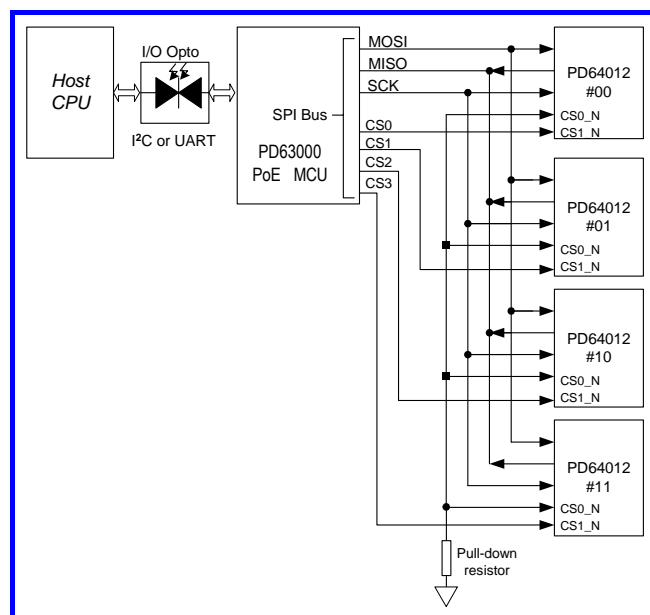 Host
CPU
I/O Opto
I²C or UART
SPI Bus
PD63000
PoE MCU
MOSI
MISO
SCK
CS0
CS1
CS2
CS3
PD64012
#00
CS0_N
CS1_N
PD64012
#01
CS0_N
CS1_N
PD64012
#10
CS0_N
CS1_N
PD64012
#11
CS0_N
CS1_N
Pull-down
resistor